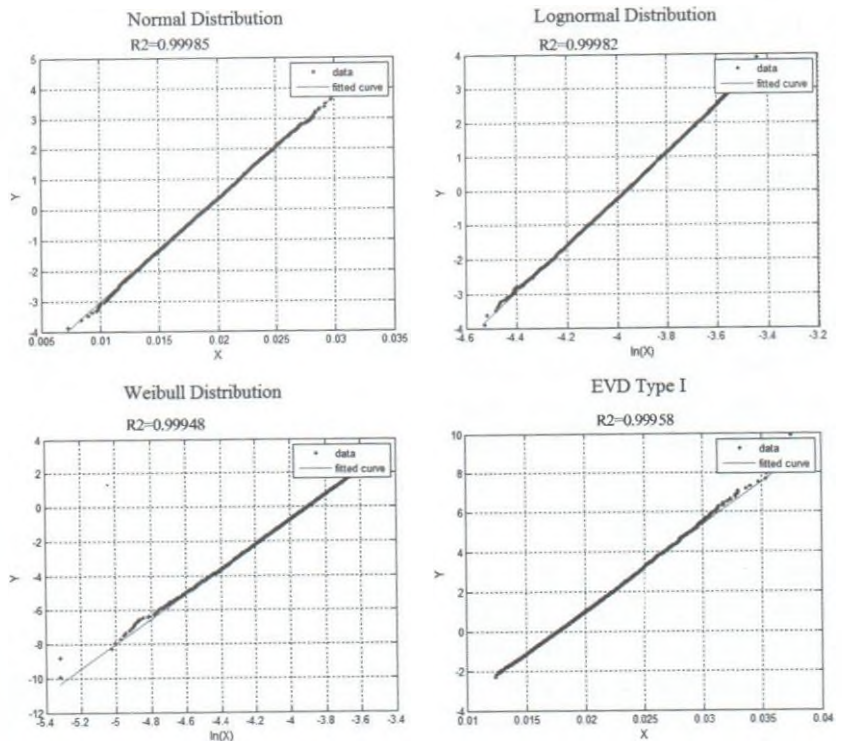 Normal Distribution
R2=0.99985
data
fitted curve
5
4
3
2
1
0
-1
-2
-3
-4
Y
0.005
0.01
0.015
0.02
0.025
0.03
0.035
X
Lognormal Distribution
R2=0.99982
data
fitted curve
4
3
2
1
0
-1
-2
-3
-4
Y
-4.6
-4.4
-4.2
-4
-3.8
-3.6
-3.4
-3.2
ln(X)
Weibull Distribution
R2=0.99948
data
fitted curve
4
2
0
-2
-4
-6
-8
-10
-12
Y
-5.4
-5.2
-5
-4.8
-4.6
-4.4
-4.2
-4
-3.8
-3.6
-3.4
ln(X)
EVD Type I
R2=0.99958
data
fitted curve
10
8
6
4
2
0
-2
-4
Y
0.01
0.015
0.02
0.025
0.03
0.035
0.04
X